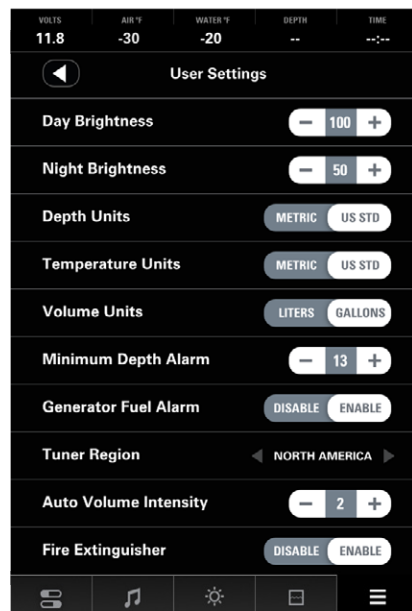 VOLTS AIR °F WATER °F DEPTH TIME
11.8 -30 -20 -- --:-
User Settings
Day Brightness − 100 +
Night Brightness − 50 +
Depth Units METRIC US STD
Temperature Units METRIC US STD
Volume Units LITERS GALLONS
Minimum Depth Alarm − 13 +
Generator Fuel Alarm DISABLE ENABLE
Tuner Region NORTH AMERICA
Auto Volume Intensity − 2 +
Fire Extinguisher DISABLE ENABLE